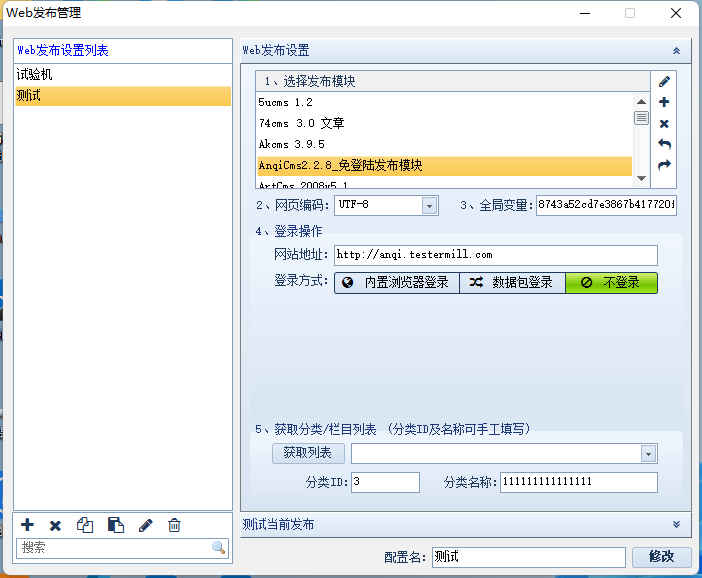 Web发布管理
Web发布设置列表
试验机
测试
搜索
Web发布设置
1、选择发布模块
5ucms 1.2
74cms 3.0 文章
Akcms 3.9.5
AnqiCms2.2.8_免登陆发布模块
ArtCms 2008v5.1
2、网页编码: UTF-8 3、全局变量: 8743a52cd7e3867b417720
4、登录操作
网站地址: http://anqi.testermill.com
登录方式: 内置浏览器登录 数据包登录 不登录
5、获取分类/栏目列表 (分类ID及名称可手工填写)
获取列表
分类ID: 3 分类名称: 111111111111111
测试当前发布
配置名: 测试 修改